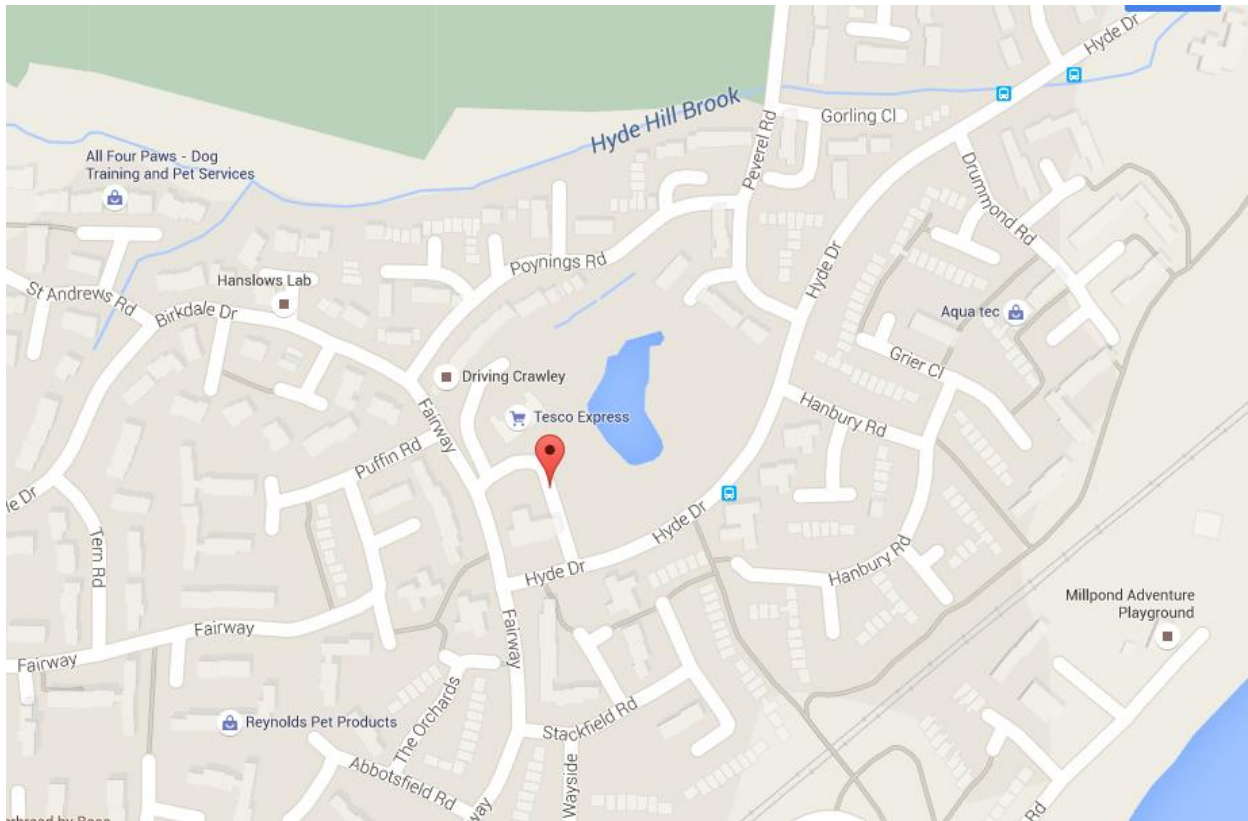 Hyde Dr
Hyde Hill Brook
Gorling Cl
Peverel Rd
All Four Paws - Dog
Training and Pet Services
Drummond Rd
Hyde Dr
Poynings Rd
Hanslows Lab
St Andrews Rd
Birkdale Dr
Aqua tec
Grier Cl
Driving Crawley
Fairway
Tesco Express
Hanbury Rd
Puffin Rd
le Dr
Hyde Dr
Tern Rd
Hyde Dr
Hanbury Rd
Millpond Adventure
Playground
Fairway
Fairway
Fairway
The Orchards
Reynolds Pet Products
Stackfield Rd
Wayside
Abbotsfield Rd
way
Rd